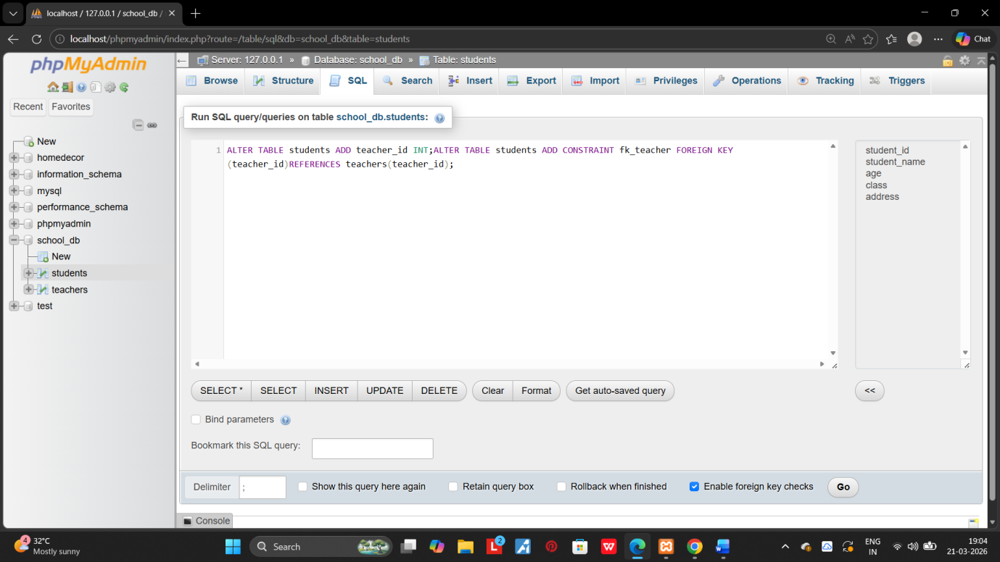 localhost / 127.0.0.1 / school_db /
localhost/phpmyadmin/index.php?route=/table/sql&db=school_db&table=students
Chat
phpMyAdmin
Recent Favorites
New
homedecor
information_schema
mysql
performance_schema
phpmyadmin
school_db
New
students
teachers
test
Server: 127.0.0.1 » Database: school_db » Table: students
Browse Structure SQL Search Insert Export Import Privileges Operations Tracking Triggers
Run SQL query/queries on table school_db.students:
1 ALTER TABLE students ADD teacher_id INT;ALTER TABLE students ADD CONSTRAINT fk_teacher FOREIGN KEY
(teacher_id)REFERENCES teachers(teacher_id);
student_id
student_name
age
class
address
SELECT * SELECT INSERT UPDATE DELETE Clear Format Get auto-saved query <<
Bind parameters
Bookmark this SQL query:
Delimiter ; Show this query here again Retain query box Rollback when finished Enable foreign key checks Go
Console
4 32°C
Mostly sunny
Search
2
ENG
IN
19:04
21-03-2026